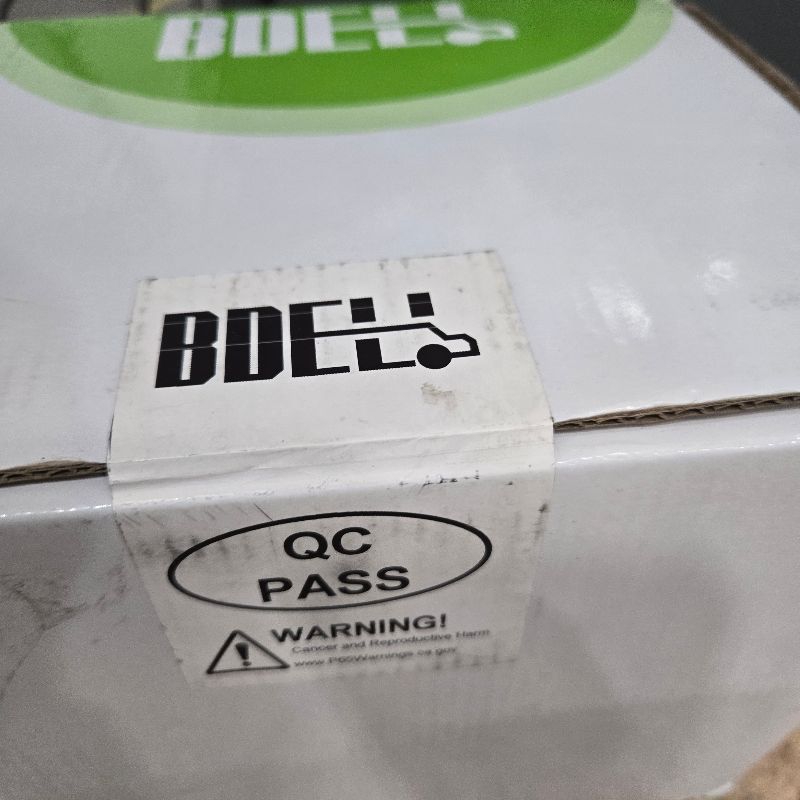 BDELL
BDELL
QC
PASS
WARNING!
Cancer and Reproductive Harm
www.P65Warnings.ca.gov